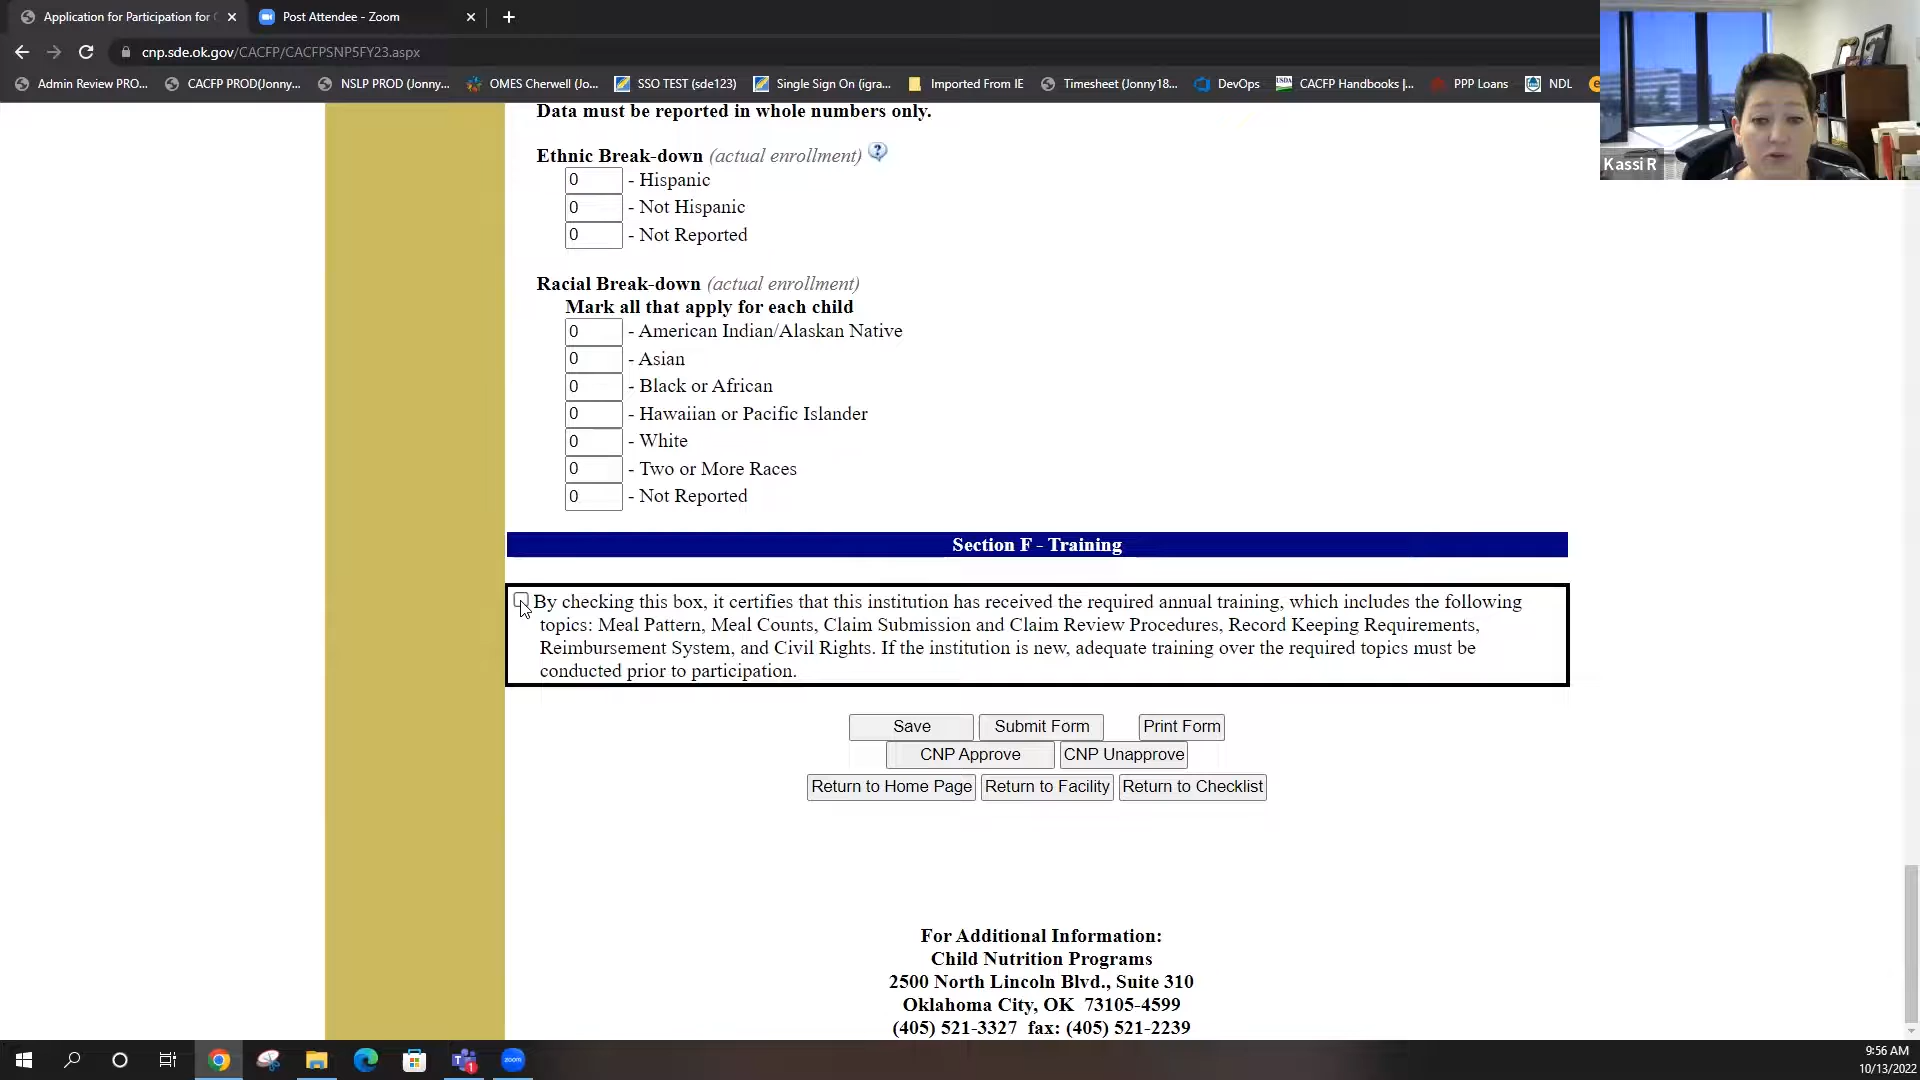 Application for Participation for C
Post Attendee - Zoom
cnp.sde.ok.gov/CACFP/CACFPSNP5FY23.aspx
Admin Review PRO...
CACFP PROD(Jonny...
NSLP PROD (Jonny...
OMES Cherwell (Jo...
SSO TEST (sde123)
Single Sign On (igra...
Imported From IE
Timesheet (Jonny18...
DevOps
CACFP Handbooks |...
PPP Loans
NDL
Kassi R
Data must be reported in whole numbers only.
Ethnic Break-down (actual enrollment) ?
0 - Hispanic
0 - Not Hispanic
0 - Not Reported
Racial Break-down (actual enrollment)
Mark all that apply for each child
0 - American Indian/Alaskan Native
0 - Asian
0 - Black or African
0 - Hawaiian or Pacific Islander
0 - White
0 - Two or More Races
0 - Not Reported
Section F - Training
By checking this box, it certifies that this institution has received the required annual training, which includes the following
topics: Meal Pattern, Meal Counts, Claim Submission and Claim Review Procedures, Record Keeping Requirements,
Reimbursement System, and Civil Rights. If the institution is new, adequate training over the required topics must be
conducted prior to participation.
Save Submit Form Print Form
CNP Approve CNP Unapprove
Return to Home Page Return to Facility Return to Checklist
For Additional Information:
Child Nutrition Programs
2500 North Lincoln Blvd., Suite 310
Oklahoma City, OK 73105-4599
(405) 521-3327 fax: (405) 521-2239
zoom
9:56 AM
10/13/2022